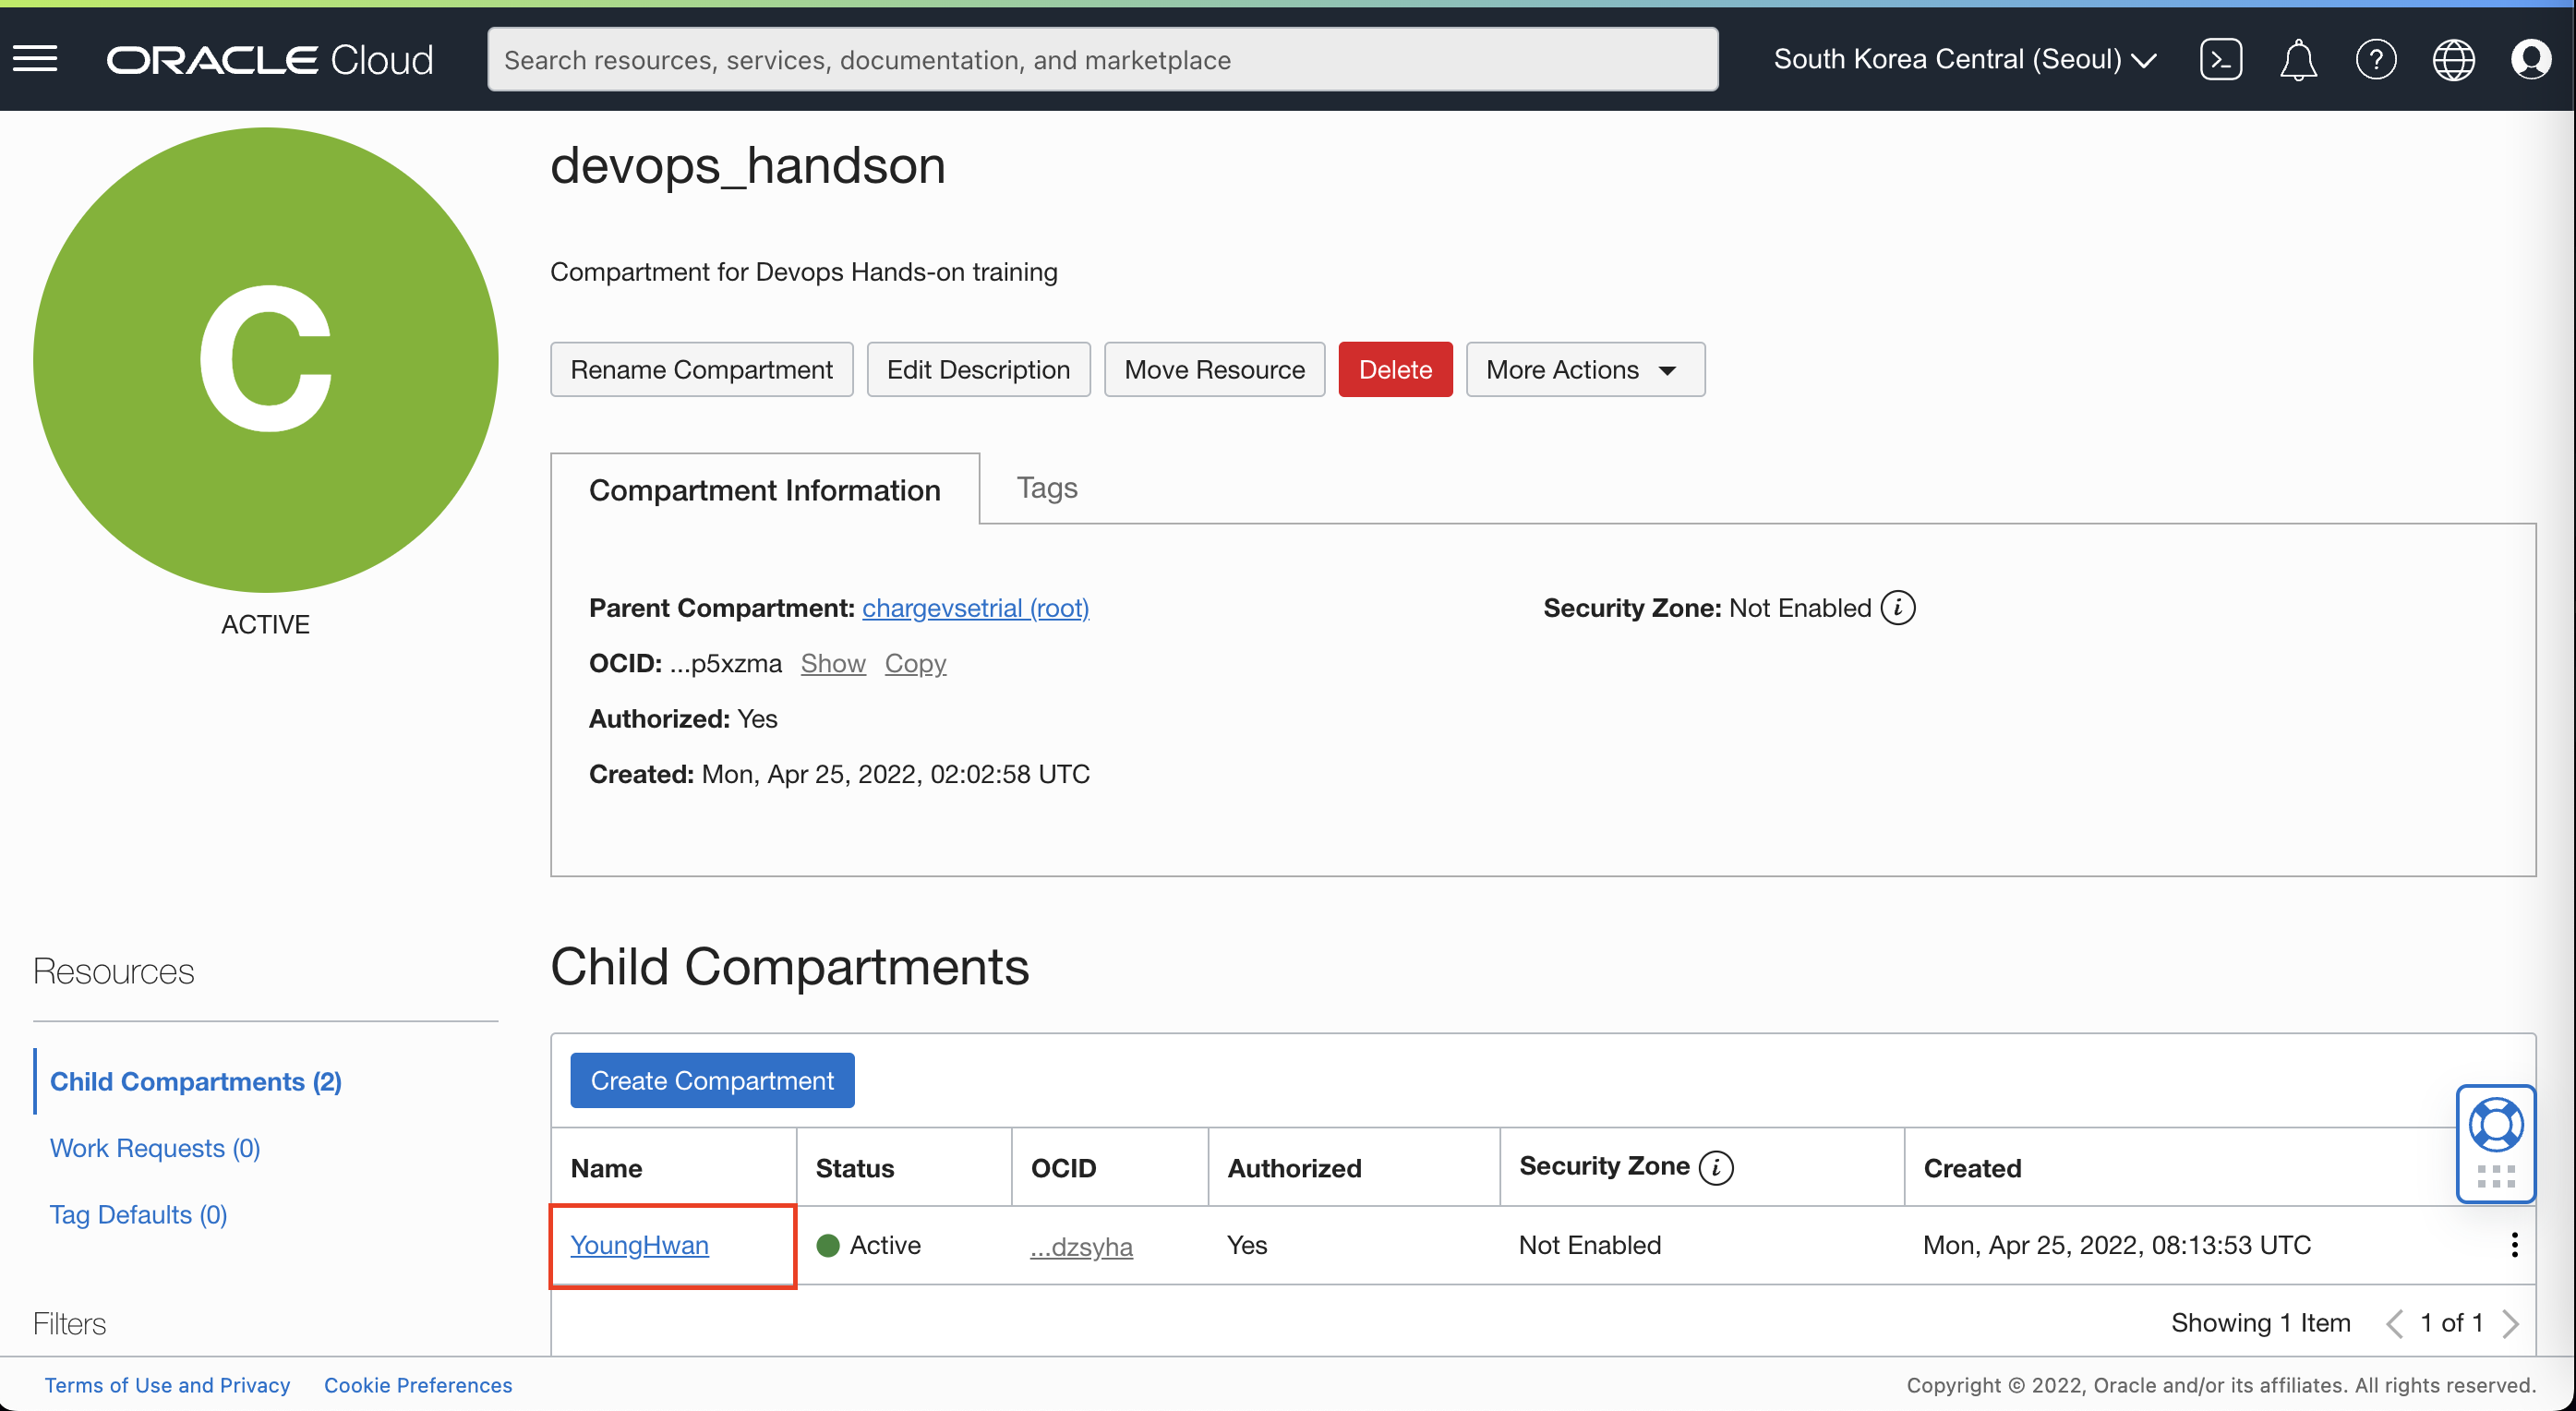 ORACLE Cloud
Search resources, services, documentation, and marketplace
South Korea Central (Seoul)
C
ACTIVE
devops_handson
Compartment for Devops Hands-on training
Rename Compartment Edit Description Move Resource Delete More Actions
Compartment Information Tags
Parent Compartment: chargevsetrial (root)
Security Zone: Not Enabled i
OCID: ...p5xzma Show Copy
Authorized: Yes
Created: Mon, Apr 25, 2022, 02:02:58 UTC
Resources
Child Compartments (2)
Work Requests (0)
Tag Defaults (0)
Filters
Child Compartments
Create Compartment
Name Status OCID Authorized Security Zone i Created
YoungHwan Active ...dzsyha Yes Not Enabled Mon, Apr 25, 2022, 08:13:53 UTC
Showing 1 Item < 1 of 1 >
Terms of Use and Privacy Cookie Preferences
Copyright © 2022, Oracle and/or its affiliates. All rights reserved.